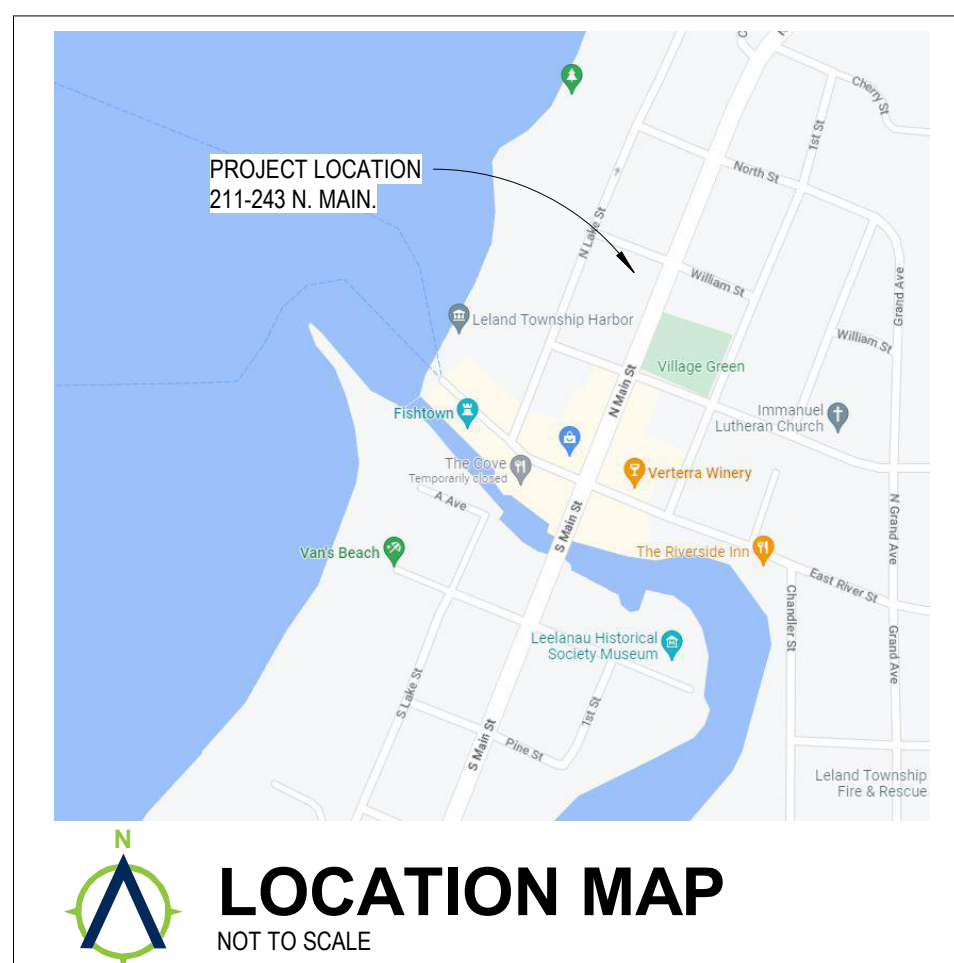 Cherry St
1st St
North St
PROJECT LOCATION
211-243 N. MAIN.
N Lake St
William St
Grand Ave
Leland Township Harbor
William St
Village Green
N Main St
Fishtown
Immanuel
Lutheran Church
The Cove
Temporarily closed
Verterra Winery
A Ave
S Main St
N Grand Ave
Van's Beach
The Riverside Inn
East River St
Chandler St
Leelanau Historical
Society Museum
Grand Ave
S Lake St
1st St
S Main St
Pine St
Leland Township
Fire & Rescue
N
LOCATION MAP
NOT TO SCALE